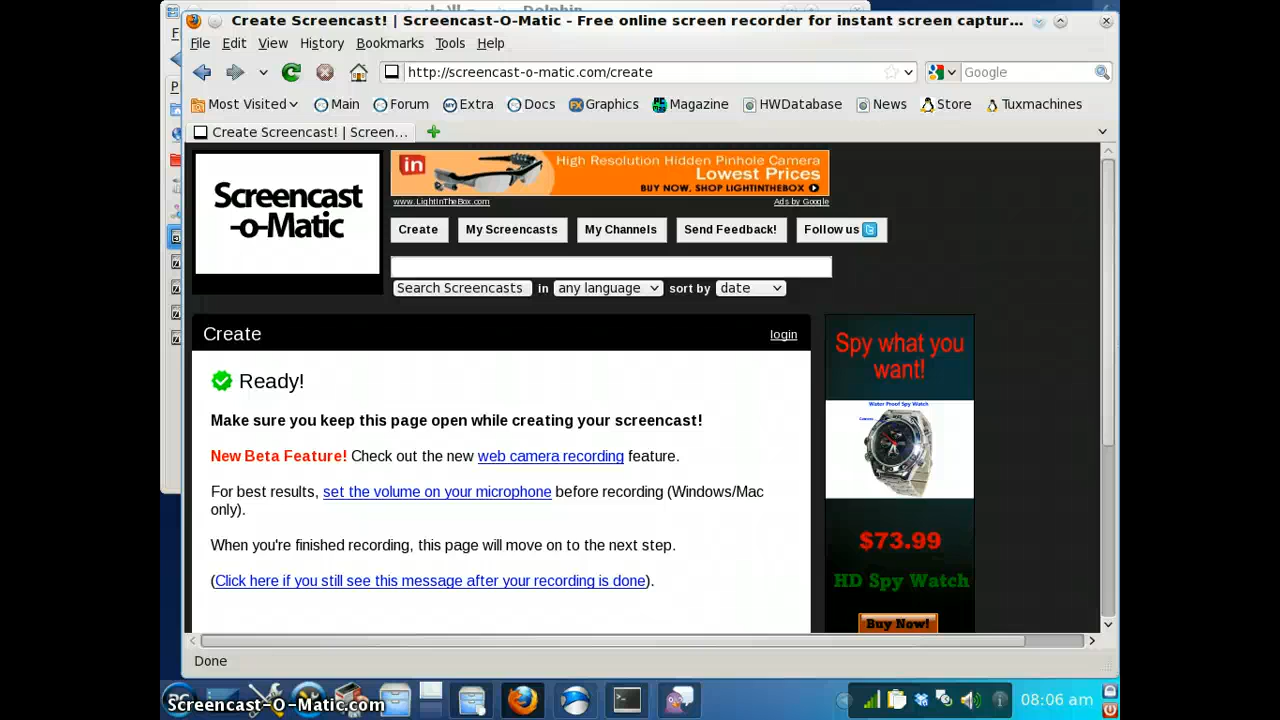 Create Screencast! | Screencast-O-Matic - Free online screen recorder for instant screen captur...
File Edit View History Bookmarks Tools Help
http://screencast-o-matic.com/create
Google
Most Visited Main Forum Extra Docs Graphics Magazine HWDatabase News Store Tuxmachines
Create Screencast! | Screen...
Screencast
-o-Matic
in
High Resolution Hidden Pinhole Camera
Lowest Prices
BUY NOW, SHOP LIGHTINTHEBOX
www.LightInTheBox.com Ads by Google
Create My Screencasts My Channels Send Feedback! Follow us
Search Screencasts in any language sort by date
Create login
Ready!
Make sure you keep this page open while creating your screencast!
New Beta Feature! Check out the new web camera recording feature.
For best results, set the volume on your microphone before recording (Windows/Mac
only).
When you're finished recording, this page will move on to the next step.
(Click here if you still see this message after your recording is done).
Spy what you
want!
Water Proof Spy Watch
$73.99
HD Spy Watch
Buy Now!
Done
Screencast-O-Matic.com
08:06 am